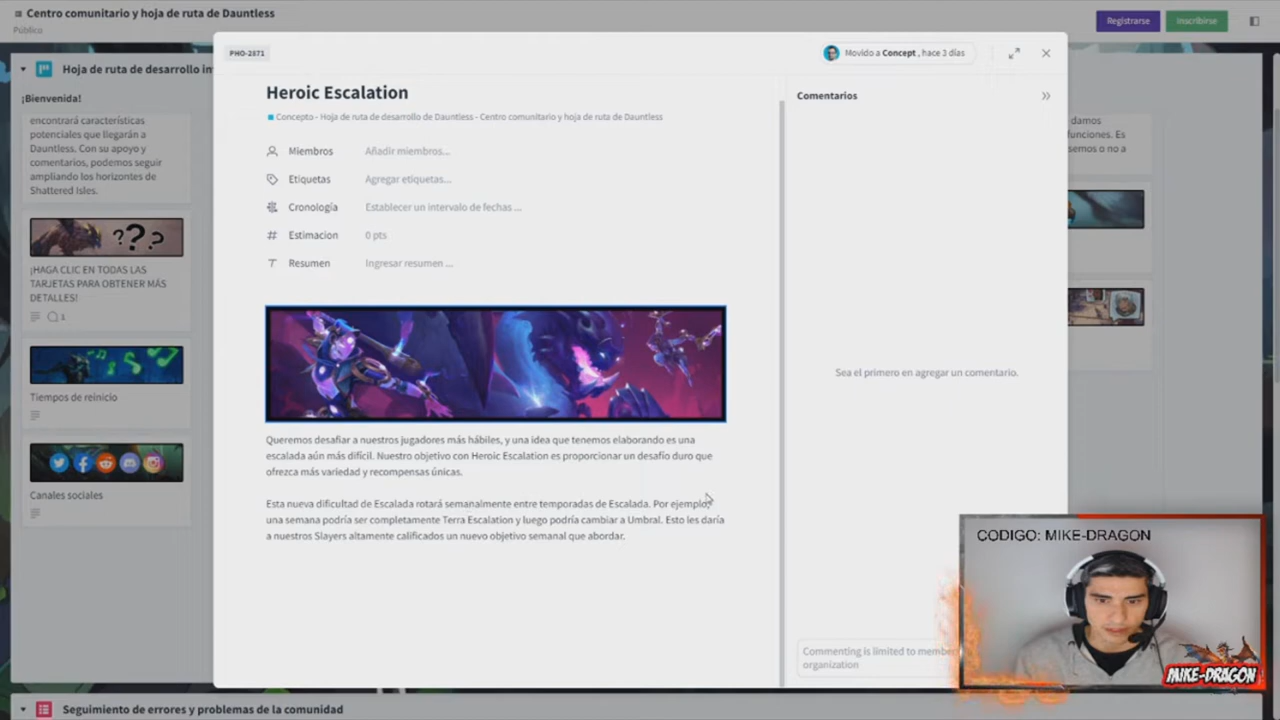 Centro comunitario y hoja de ruta de Dauntless
Público
Registrarse
Inscribirse
Hoja de ruta de desarrollo in
¡Bienvenida!
encontrará características
potenciales que llegarán a
Dauntless. Con su apoyo y
comentarios, podemos seguir
ampliando los horizontes de
Shattered Isles.
???
¡HAGA CLIC EN TODAS LAS
TARJETAS PARA OBTENER MÁS
DETALLES!
1
Tiempos de reinicio
Canales sociales
PHO-2871
Movido a Concept , hace 3 días
Heroic Escalation
Concepto - Hoja de ruta de desarrollo de Dauntless - Centro comunitario y hoja de ruta de Dauntless
Miembros
Añadir miembros...
Etiquetas
Agregar etiquetas...
Cronología
Establecer un intervalo de fechas ...
Estimacion
0 pts
Resumen
Ingresar resumen ...
Queremos desafiar a nuestros jugadores más hábiles, y una idea que tenemos elaborando es una
escalada aún más difícil. Nuestro objetivo con Heroic Escalation es proporcionar un desafío duro que
ofrezca más variedad y recompensas únicas.
Esta nueva dificultad de Escalada rotará semanalmente entre temporadas de Escalada. Por ejemplo,
una semana podría ser completamente Terra Escalation y luego podría cambiar a Umbral. Esto les daría
a nuestros Slayers altamente calificados un nuevo objetivo semanal que abordar.
Comentarios
Sea el primero en agregar un comentario.
Commenting is limited to member
organization
damos
funciones. Es
semos o no a
CODIGO: MIKE-DRAGON
MIKE-DRAGON
Seguimiento de errores y problemas de la comunidad